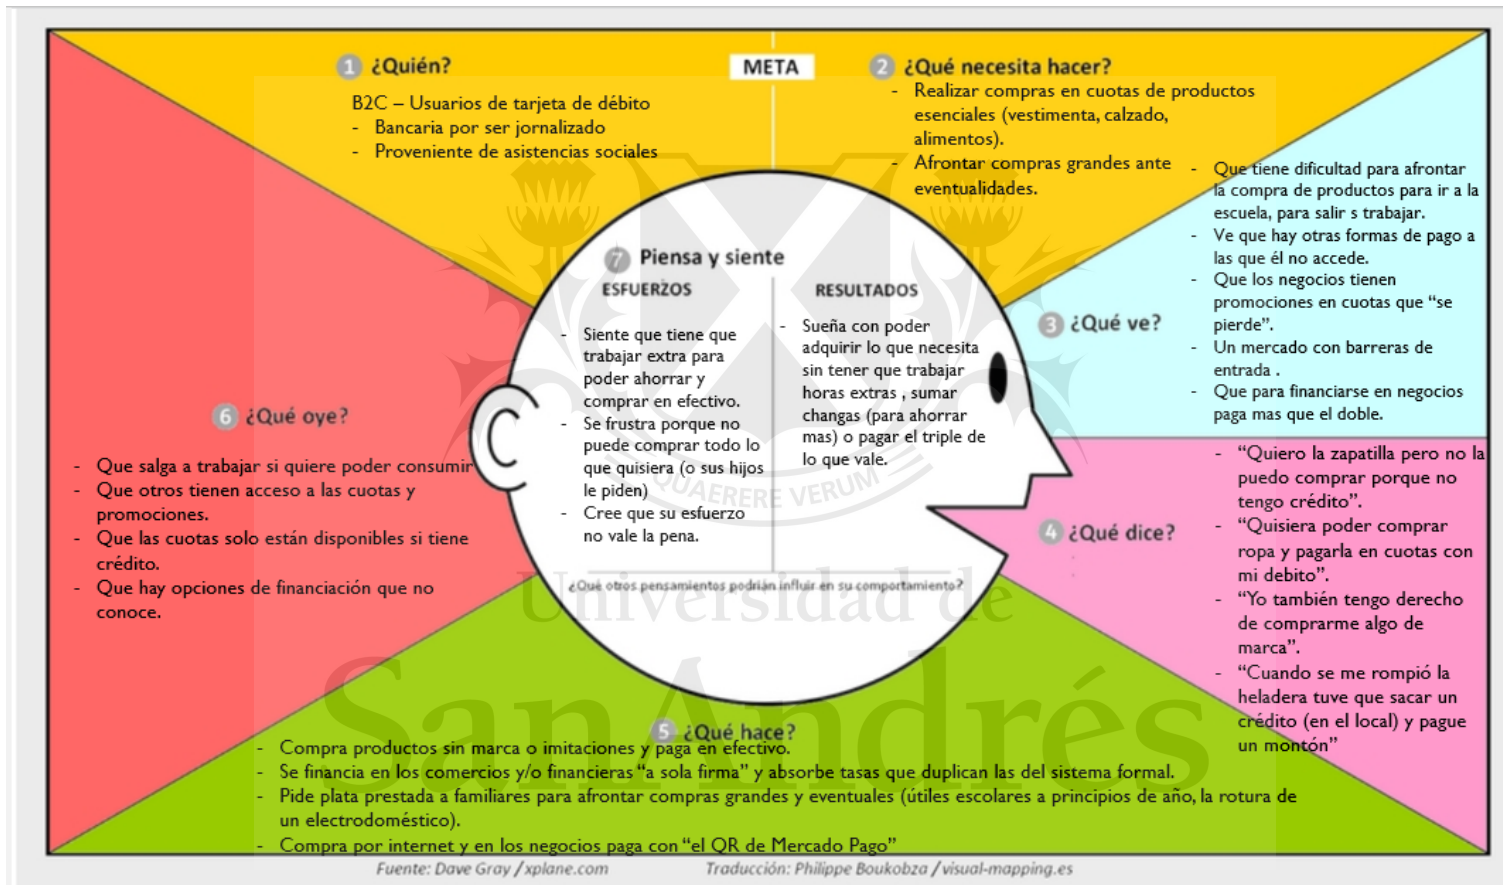 1 ¿Quién?
B2C – Usuarios de tarjeta de débito
- Bancaria por ser jornalizado
- Proveniente de asistencias sociales
META
2 ¿Qué necesita hacer?
- Realizar compras en cuotas de productos
esenciales (vestimenta, calzado,
alimentos).
- Afrontar compras grandes ante
eventualidades.
3 ¿Qué ve?
- Que tiene dificultad para afrontar
la compra de productos para ir a la
escuela, para salir s trabajar.
- Ve que hay otras formas de pago a
las que él no accede.
- Que los negocios tienen
promociones en cuotas que “se
pierde”.
- Un mercado con barreras de
entrada .
- Que para financiarse en negocios
paga mas que el doble.
4 ¿Qué dice?
- “Quiero la zapatilla pero no la
puedo comprar porque no
tengo crédito”.
- “Quisiera poder comprar
ropa y pagarla en cuotas con
mi debito”.
- “Yo también tengo derecho
de comprarme algo de
marca”.
- “Cuando se me rompió la
heladera tuve que sacar un
crédito (en el local) y pague
un montón”
5 ¿Qué hace?
- Compra productos sin marca o imitaciones y paga en efectivo.
- Se financia en los comercios y/o financieras “a sola firma” y absorbe tasas que duplican las del sistema formal.
- Pide plata prestada a familiares para afrontar compras grandes y eventuales (útiles escolares a principios de año, la rotura de
un electrodoméstico).
- Compra por internet y en los negocios paga con “el QR de Mercado Pago”
6 ¿Qué oye?
- Que salga a trabajar si quiere poder consumir
- Que otros tienen acceso a las cuotas y
promociones.
- Que las cuotas solo están disponibles si tiene
crédito.
- Que hay opciones de financiación que no
conoce.
7 Piensa y siente
ESFUERZOS
- Siente que tiene que
trabajar extra para
poder ahorrar y
comprar en efectivo.
- Se frustra porque no
puede comprar todo lo
que quisiera (o sus hijos
le piden)
- Cree que su esfuerzo
no vale la pena.
RESULTADOS
- Sueña con poder
adquirir lo que necesita
sin tener que trabajar
horas extras , sumar
changas (para ahorrar
mas) o pagar el triple de
lo que vale.
¿Qué otros pensamientos podrián influir en su comportamiento?
QUAERERE VERUM
Universidad de
SanAndrés
Fuente: Dave Gray / xplane.com
Traducción: Philippe Boukobza / visual-mapping.es